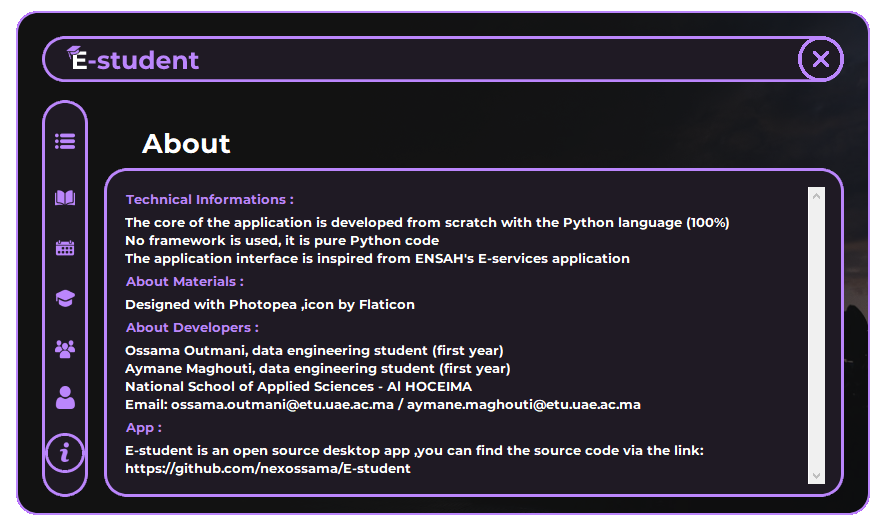 E-student
About
Technical Informations :
The core of the application is developed from scratch with the Python language (100%)
No framework is used, it is pure Python code
The application interface is inspired from ENSAH's E-services application
About Materials :
Designed with Photopea ,icon by Flaticon
About Developers :
Ossama Outmani, data engineering student (first year)
Aymane Maghouti, data engineering student (first year)
National School of Applied Sciences - Al HOCEIMA
Email: ossama.outmani@etu.uae.ac.ma / aymane.maghouti@etu.uae.ac.ma
App :
E-student is an open source desktop app ,you can find the source code via the link:
https://github.com/nexossama/E-student